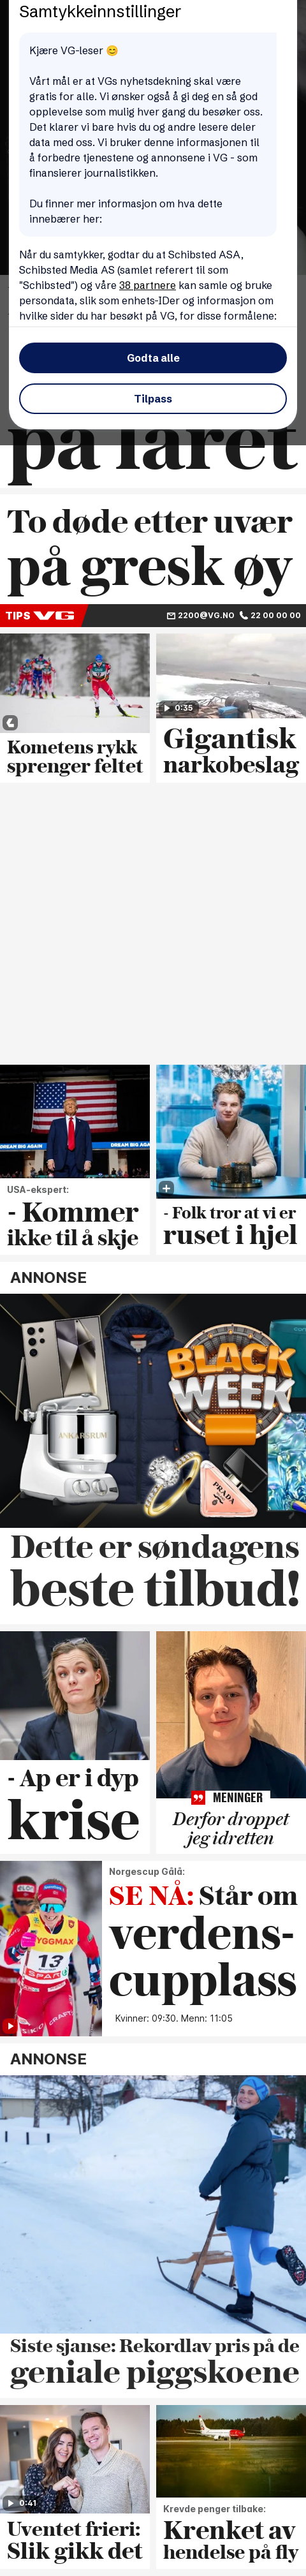 Samtykkeinnstillinger
Kjære VG-leser 😊
Vårt mål er at VGs nyhetsdekning skal være
gratis for alle. Vi ønsker også å gi deg en så god
opplevelse som mulig hver gang du besøker oss.
Det klarer vi bare hvis du og andre lesere deler
data med oss. Vi bruker denne informasjonen til
å forbedre tjenestene og annonsene i VG - som
finansierer journalistikken.
Du finner mer informasjon om hva dette
innebærer her:
Når du samtykker, godtar du at Schibsted ASA,
Schibsted Media AS (samlet referert til som
"Schibsted") og våre 38 partnere kan samle og bruke
persondata, slik som enhets-IDer og informasjon om
hvilke sider du har besøkt på VG, for disse formålene:
Godta alle
Tilpass
på faret
To døde etter uvær
på gresk øy
TIPS VG 2200@VG.NO 22 00 00 00
0:35
Kometens rykk
sprenger feltet
Gigantisk
narkobeslag
DREAM BIG AGAIN
USA-ekspert:
- Kommer
ikke til å skje
- Folk tror at vi er
ruset i hjel
ANNONSE
BLACK
WEEK
ANKARSRUM
PRADA
Dette er søndagens
beste tilbud!
- Ap er i dyp
krise
MENINGER
Derfor droppet
jeg idretten
Norgescup Gålå:
SE NÅ: Står om
verdens-
cupplass
Kvinner: 09:30. Menn: 11:05
YGGMAX
13
SPAR
ANNONSE
Siste sjanse: Rekordlav pris på de
geniale piggskoene
0:41
Uventet frieri:
Slik gikk det
Krevde penger tilbake:
Krenket av
hendelse på fly